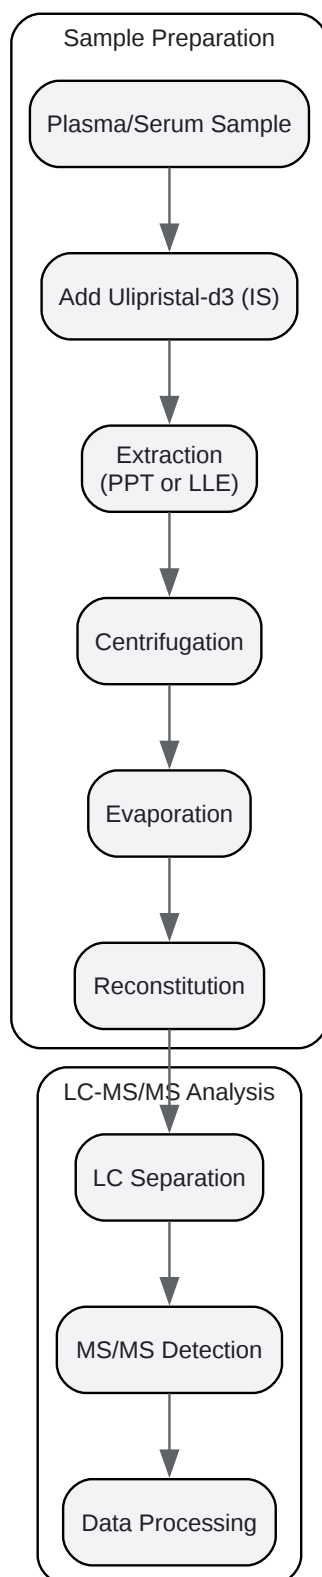 Sample Preparation
Plasma/Serum Sample
Add Ulipristal-d3 (IS)
Extraction
(PPT or LLE)
Centrifugation
Evaporation
Reconstitution
LC-MS/MS Analysis
LC Separation
MS/MS Detection
Data Processing